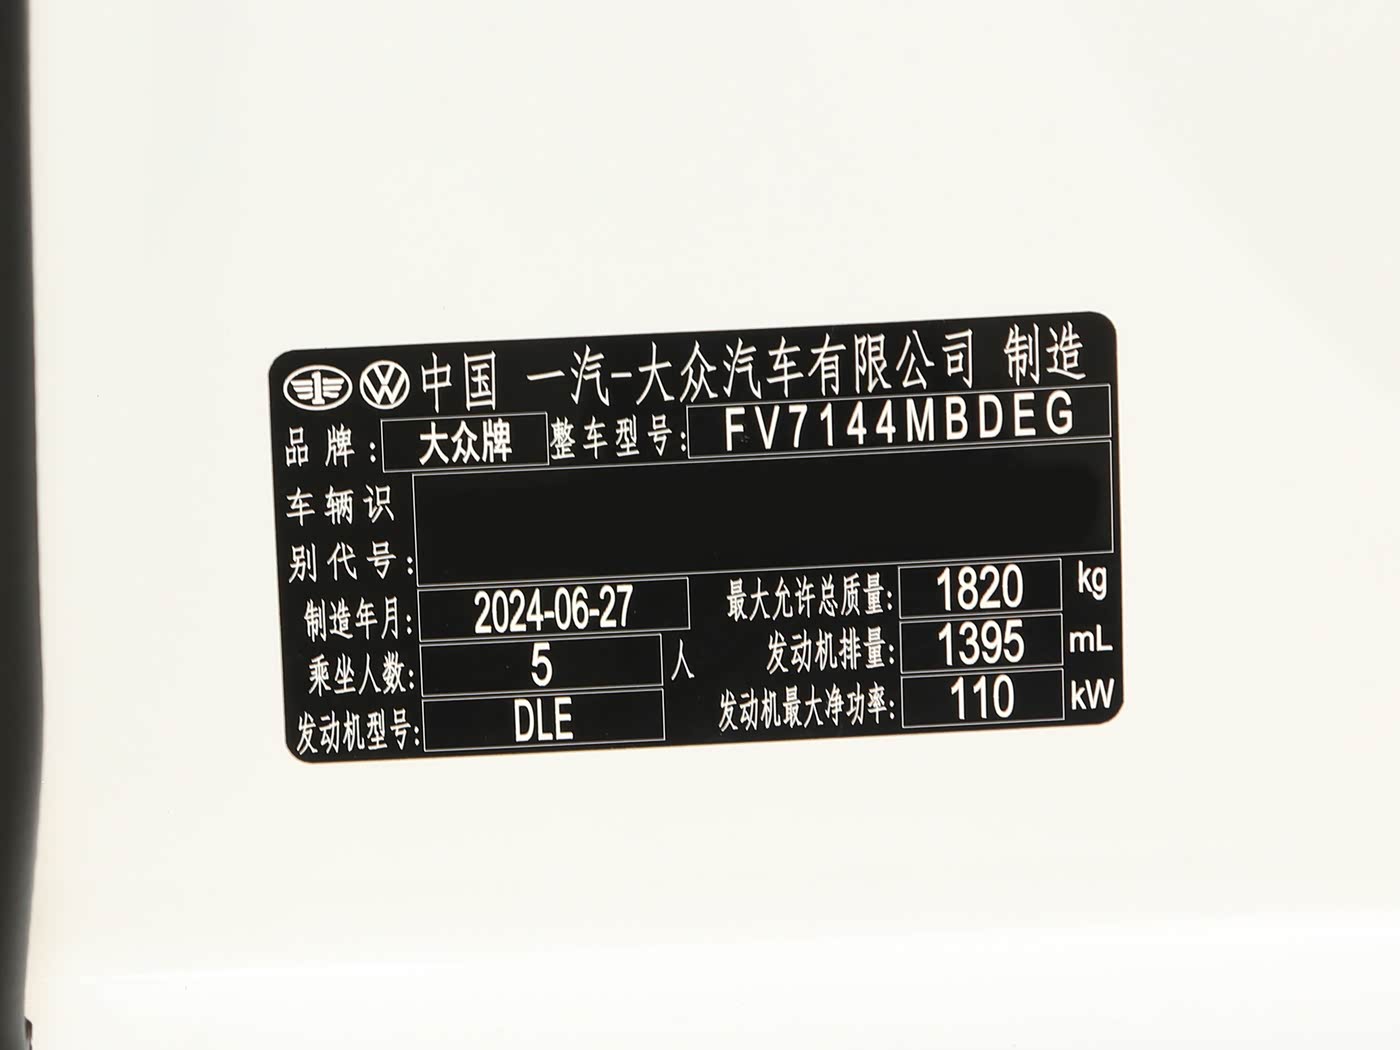 中国 一汽-大众汽车有限公司 制造
品牌: 大众牌 整车型号: FV7144MBDEG
车辆识
别代号:
制造年月: 2024-06-27 最大允许总质量: 1820 kg
乘坐人数: 5 人 发动机排量: 1395 mL
发动机型号: DLE 发动机最大净功率: 110 kW